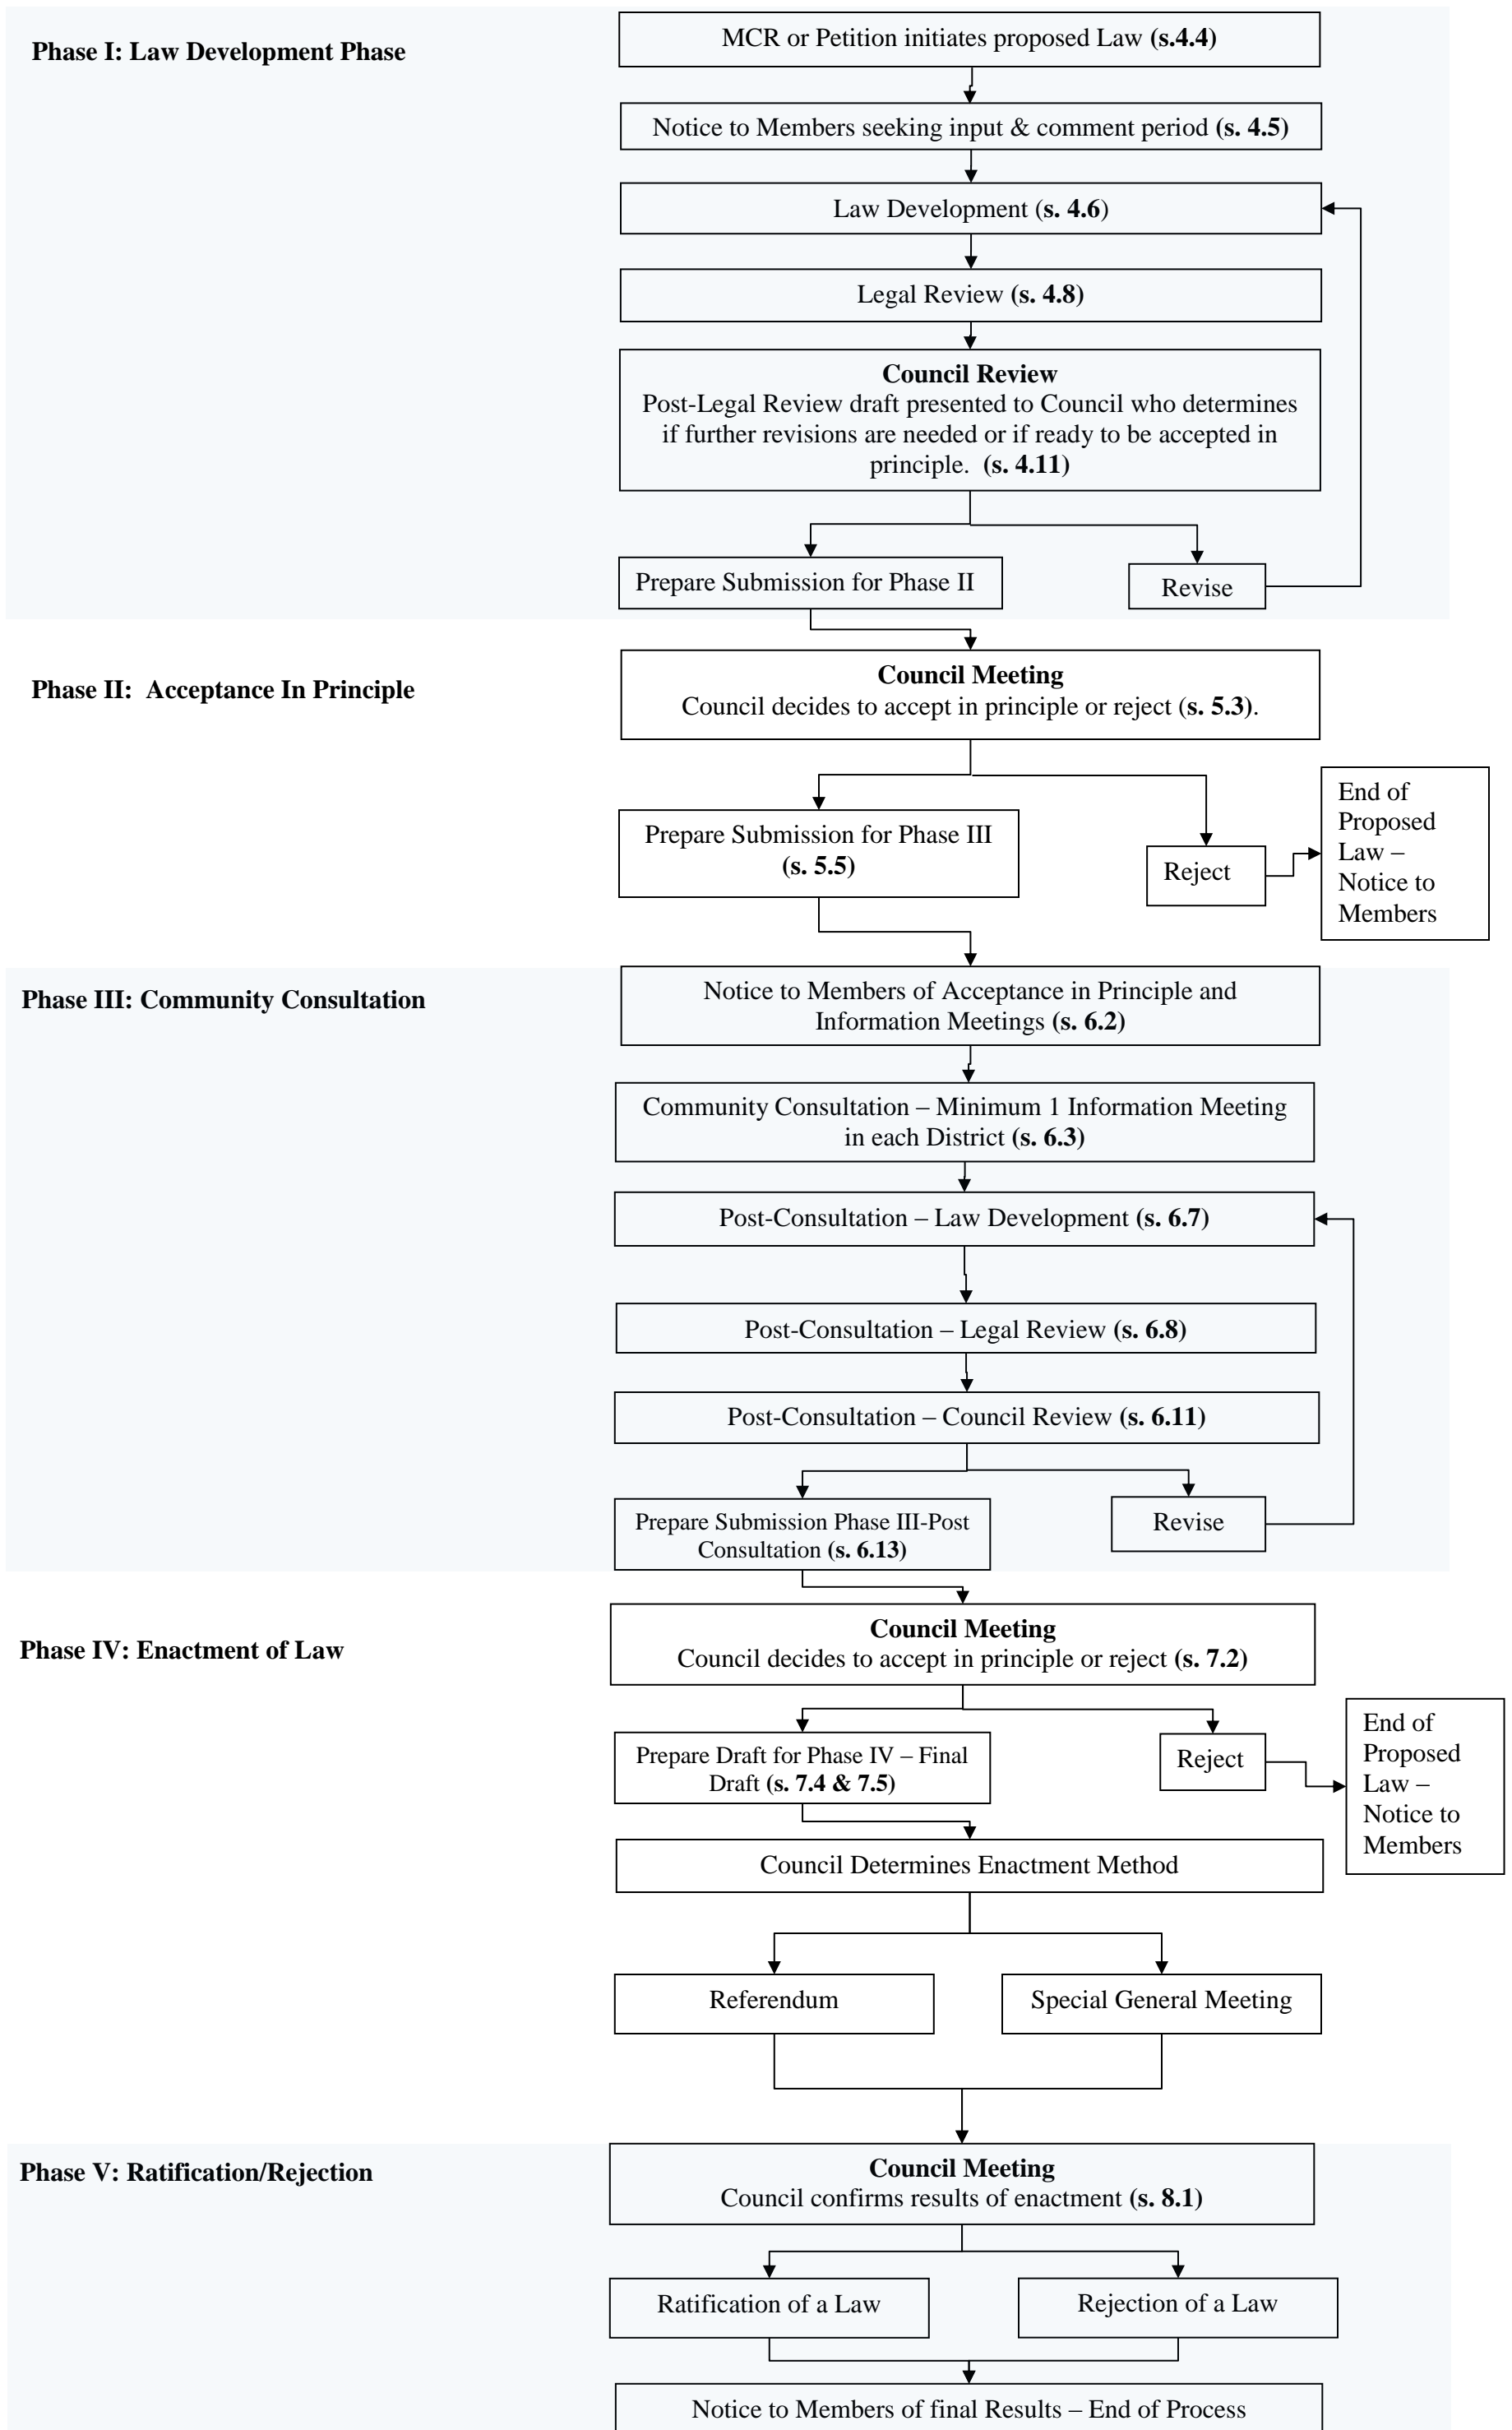 Phase I: Law Development Phase
MCR or Petition initiates proposed Law (s.4.4)
Notice to Members seeking input & comment period (s. 4.5)
Law Development (s. 4.6)
Legal Review (s. 4.8)
Council Review
Post-Legal Review draft presented to Council who determines
if further revisions are needed or if ready to be accepted in
principle. (s. 4.11)
Prepare Submission for Phase II
Revise
Phase II: Acceptance In Principle
Council Meeting
Council decides to accept in principle or reject (s. 5.3).
Prepare Submission for Phase III
(s. 5.5)
Reject
End of
Proposed
Law –
Notice to
Members
Phase III: Community Consultation
Notice to Members of Acceptance in Principle and
Information Meetings (s. 6.2)
Community Consultation – Minimum 1 Information Meeting
in each District (s. 6.3)
Post-Consultation – Law Development (s. 6.7)
Post-Consultation – Legal Review (s. 6.8)
Post-Consultation – Council Review (s. 6.11)
Prepare Submission Phase III-Post
Consultation (s. 6.13)
Revise
Phase IV: Enactment of Law
Council Meeting
Council decides to accept in principle or reject (s. 7.2)
Prepare Draft for Phase IV – Final
Draft (s. 7.4 & 7.5)
Reject
End of
Proposed
Law –
Notice to
Members
Council Determines Enactment Method
Referendum
Special General Meeting
Phase V: Ratification/Rejection
Council Meeting
Council confirms results of enactment (s. 8.1)
Ratification of a Law
Rejection of a Law
Notice to Members of final Results – End of Process